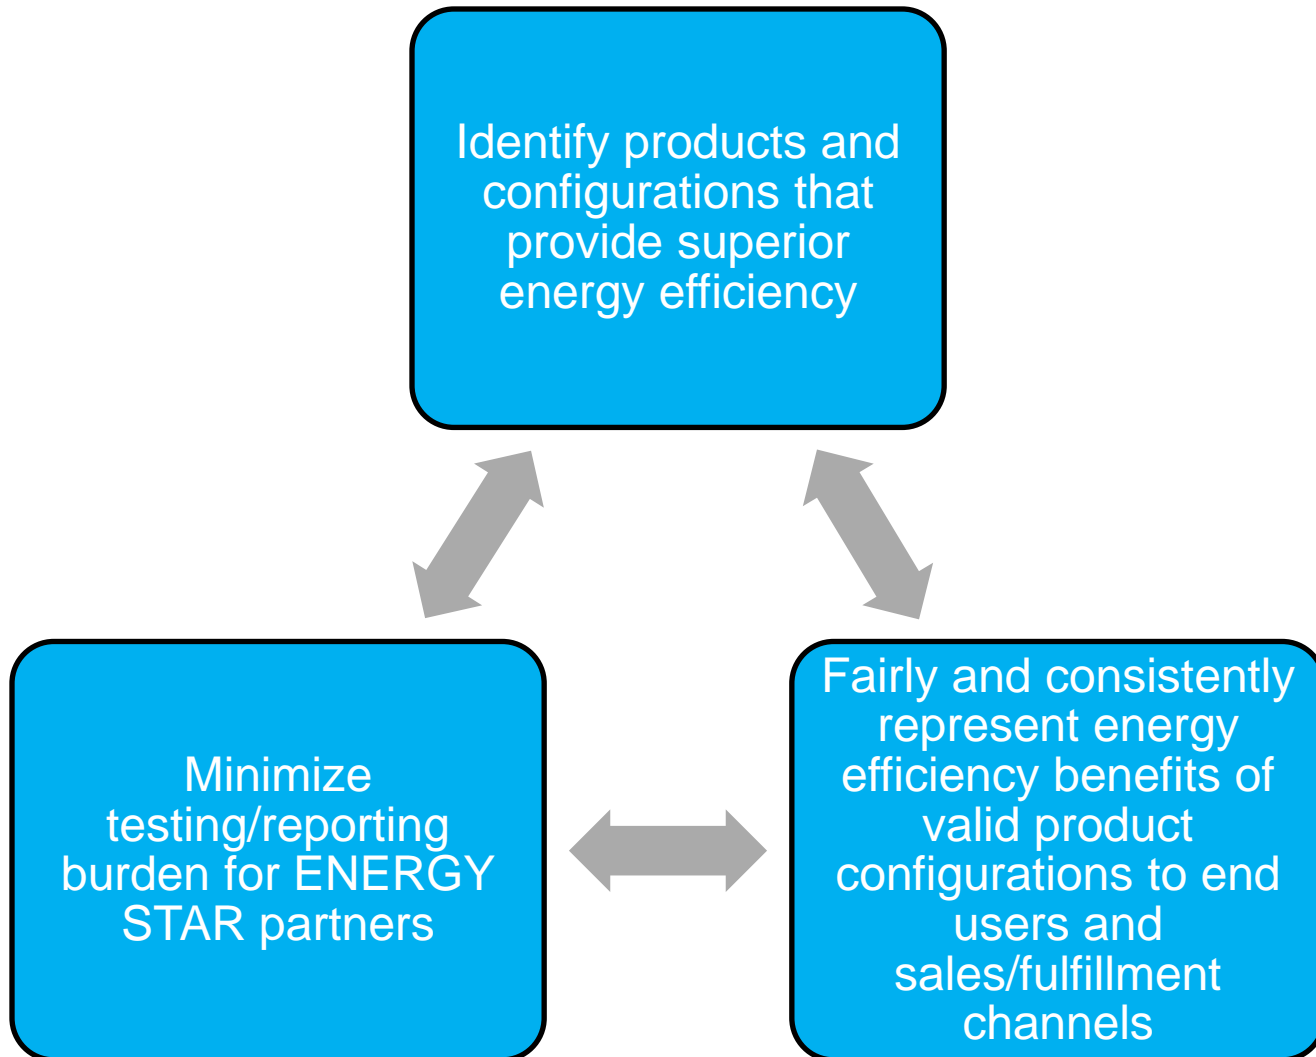 Identify products and
configurations that
provide superior
energy efficiency
Minimize
testing/reporting
burden for ENERGY
STAR partners
Fairly and consistently
represent energy
efficiency benefits of
valid product
configurations to end
users and
sales/fulfillment
channels